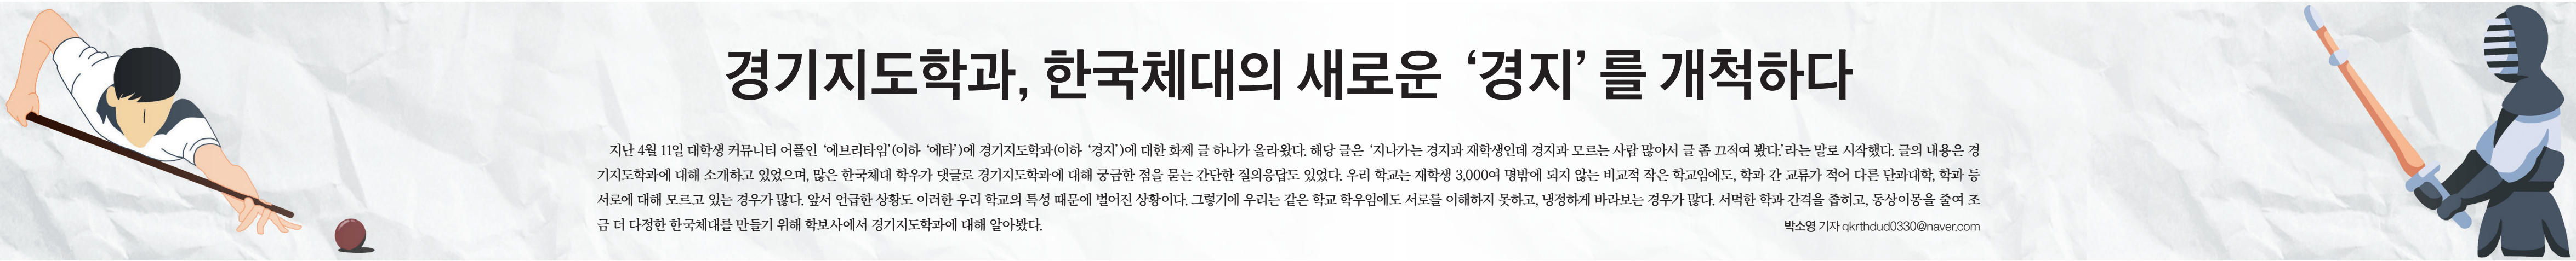 경기지도학과, 한국체대의 새로운 ‘경지’ 를 개척하다
지난 4월 11일 대학생 커뮤니티 어플인 ‘에브리타임’(이하 ‘에타’)에 경기지도학과(이하 ‘경지’)에 대한 화제 글 하나가 올라왔다. 해당 글은 ‘지나가는 경지과 재학생인데 경지과 모르는 사람 많아서 글 좀 끄적여 봤다.’라는 말로 시작했다. 글의 내용은 경
기지도학과에 대해 소개하고 있었으며, 많은 한국체대 학우가 댓글로 경기지도학과에 대해 궁금한 점을 묻는 간단한 질의응답도 있었다. 우리 학교는 재학생 3,000여 명밖에 되지 않는 비교적 작은 학교임에도, 학과 간 교류가 적어 다른 단과대학, 학과 등
서로에 대해 모르고 있는 경우가 많다. 앞서 언급한 상황도 이러한 우리 학교의 특성 때문에 벌어진 상황이다. 그렇기에 우리는 같은 학교 학우임에도 서로를 이해하지 못하고, 냉정하게 바라보는 경우가 많다. 서먹한 학과 간격을 좁히고, 동상이몽을 줄여 조
금 더 다정한 한국체대를 만들기 위해 학보사에서 경기지도학과에 대해 알아봤다.
박소영 기자 qkrthdud0330@naver.com